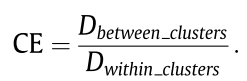 CE = D_between_clusters / D_within_clusters .